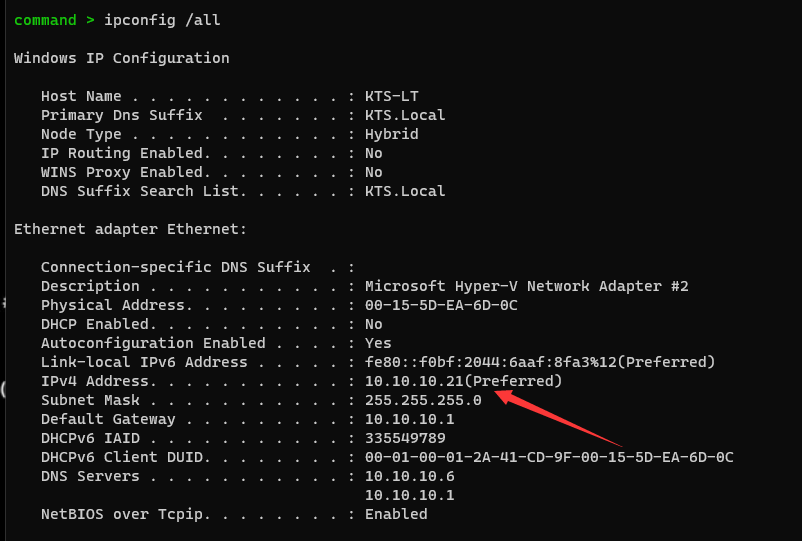 command > ipconfig /all
Windows IP Configuration
Host Name . . . . . . . . . . . . : KTS-LT
Primary Dns Suffix  . . . . . . . : KTS.Local
Node Type . . . . . . . . . . . . : Hybrid
IP Routing Enabled. . . . . . . . : No
WINS Proxy Enabled. . . . . . . . : No
DNS Suffix Search List. . . . . . : KTS.Local
Ethernet adapter Ethernet:
Connection-specific DNS Suffix  . :
Description . . . . . . . . . . . : Microsoft Hyper-V Network Adapter #2
Physical Address. . . . . . . . . : 00-15-5D-EA-6D-0C
DHCP Enabled. . . . . . . . . . . : No
Autoconfiguration Enabled . . . . : Yes
Link-local IPv6 Address . . . . . : fe80::f0bf:2044:6aaf:8fa3%12(Preferred)
IPv4 Address. . . . . . . . . . . : 10.10.10.21(Preferred)
Subnet Mask . . . . . . . . . . . : 255.255.255.0
Default Gateway . . . . . . . . . : 10.10.10.1
DHCPv6 IAID . . . . . . . . . . . : 335549789
DHCPv6 Client DUID. . . . . . . . : 00-01-00-01-2A-41-CD-9F-00-15-5D-EA-6D-0C
DNS Servers . . . . . . . . . . . : 10.10.10.6
10.10.10.1
NetBIOS over Tcpip. . . . . . . . : Enabled